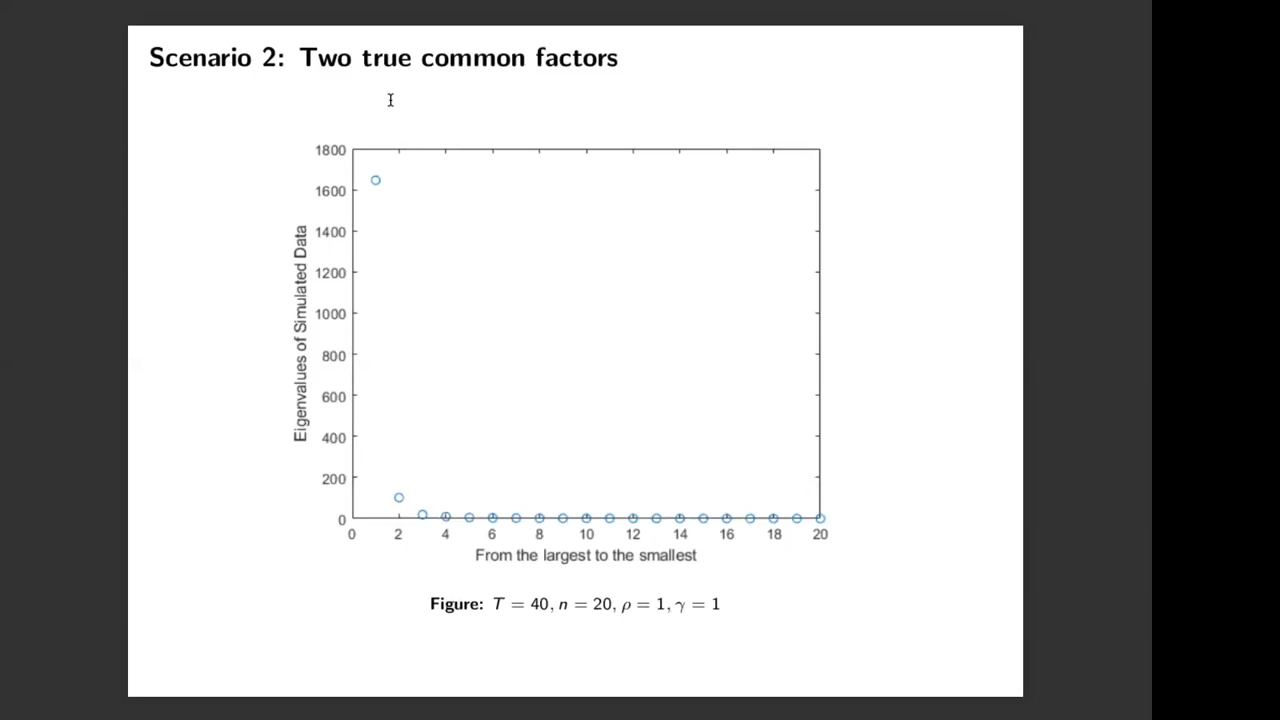 Scenario 2: Two true common factors
1800
1600
1400
1200
1000
800
600
400
200
0
Eigenvalues of Simulated Data
0 2 4 6 8 10 12 14 16 18 20
From the largest to the smallest
Figure: T = 40, n = 20, ρ = 1, γ = 1